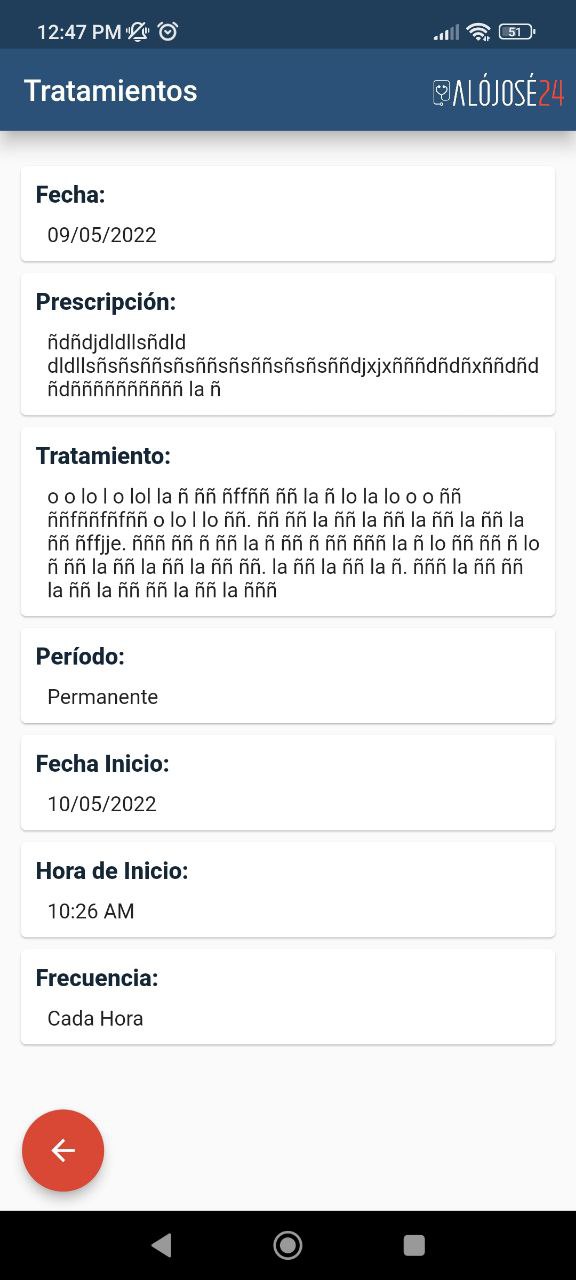 12:47 PM
51
Tratamientos
ALÓJOSÉ24
Fecha:
09/05/2022
Prescripción:
ñdñdjdldllsñdld
dldllsñsñsññsñsññsñsññsñsñsññdjxjxñññdñdñxññdñd
ñdñññññññññ la ñ
Tratamiento:
o o lo l o lol la ñ ññ ñffññ ññ la ñ lo la lo o o ññ
ññfññfñfññ o lo l lo ññ. ññ ññ la ññ la ññ la ññ la ññ la
ññ ñffjje. ñññ ññ ñ ññ la ñ ññ ñ ññ ñññ la ñ lo ññ ññ ñ lo
ñ ññ la ññ la ññ la ññ ññ. la ññ la ññ la ñ. ñññ la ññ ññ
la ññ la ññ ññ la ññ la ñññ
Período:
Permanente
Fecha Inicio:
10/05/2022
Hora de Inicio:
10:26 AM
Frecuencia:
Cada Hora